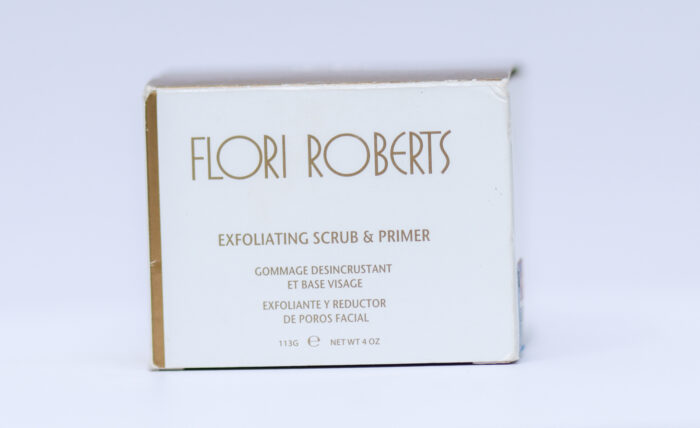 FLORI ROBERTS
EXFOLIATING SCRUB & PRIMER
GOMMAGE DESINCRUSTANT
ET BASE VISAGE
EXFOLIANTE Y REDUCTOR
DE POROS FACIAL
113G ℮ NET WT 4 OZ